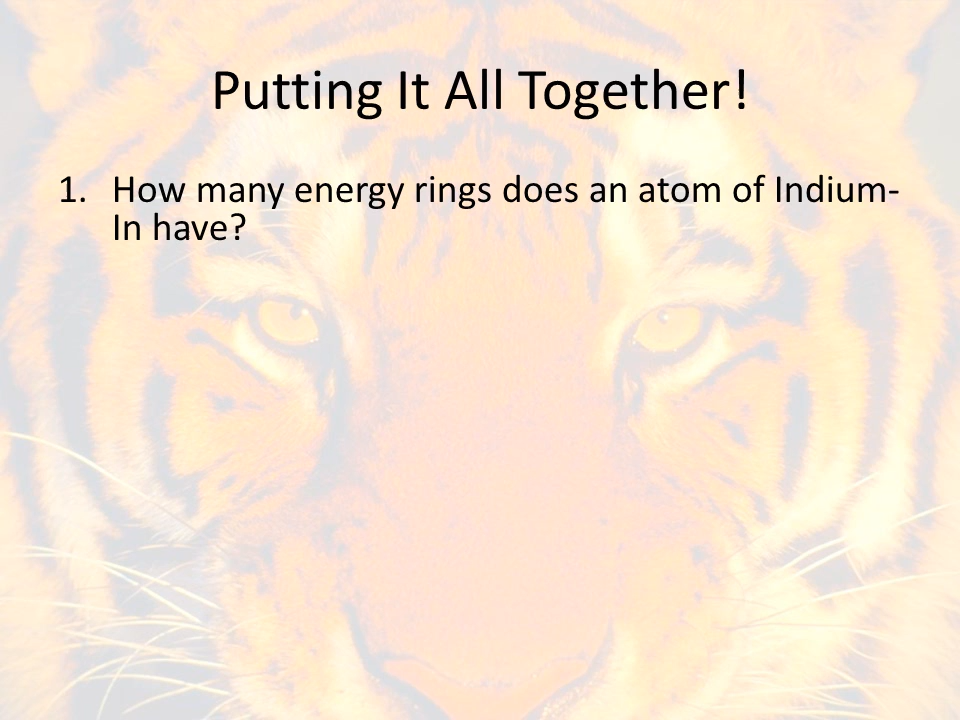 Putting It All Together!
1. How many energy rings does an atom of Indium-
In have?